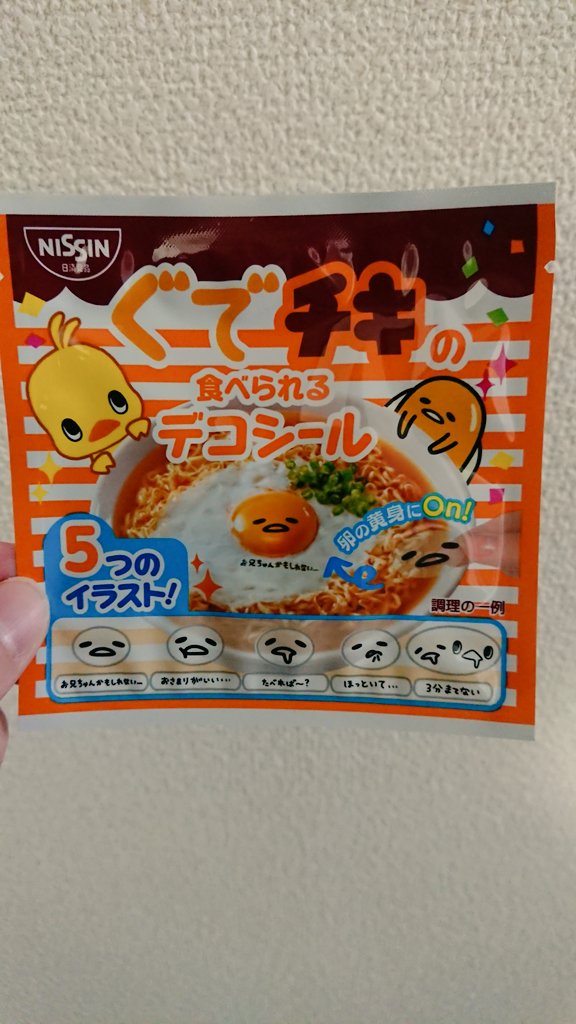 NISSIN
日清食品
ぐでチキの
食べられる
デコシール
卵の黄身にOn!
お兄ちゃんかもしれない…
5つの
イラスト!
調理の一例
お兄ちゃんかもしれない…
おさまりがいい…
たべれば〜?
ほっといて…
3分までない